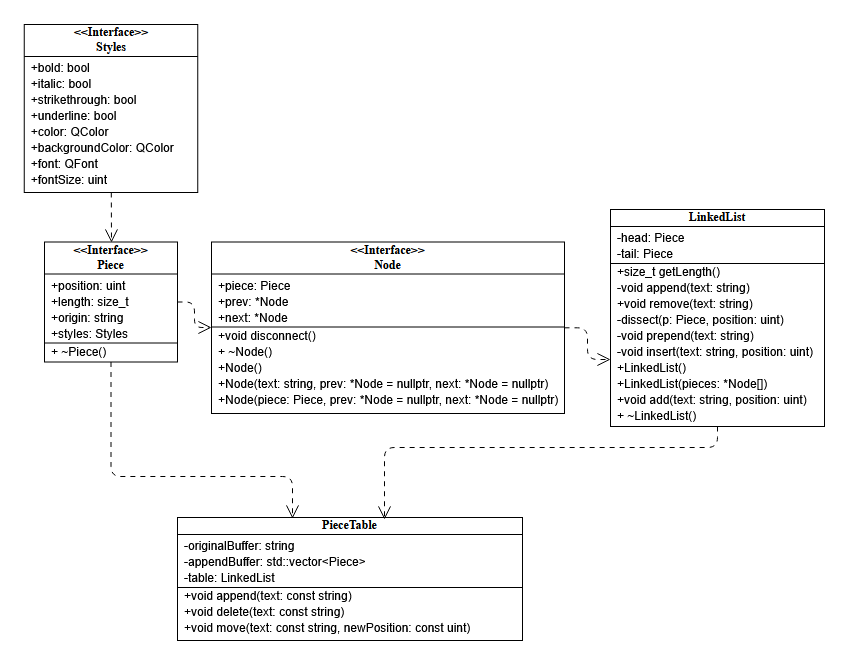 <<Interface>>
Styles
+bold: bool
+italic: bool
+strikethrough: bool
+underline: bool
+color: QColor
+backgroundColor: QColor
+font: QFont
+fontSize: uint
<<Interface>>
Piece
+position: uint
+length: size_t
+origin: string
+styles: Styles
+ ~Piece()
<<Interface>>
Node
+piece: Piece
+prev: *Node
+next: *Node
+void disconnect()
+ ~Node()
+Node()
+Node(text: string, prev: *Node = nullptr, next: *Node = nullptr)
+Node(piece: Piece, prev: *Node = nullptr, next: *Node = nullptr)
LinkedList
-head: Piece
-tail: Piece
+size_t getLength()
-void append(text: string)
+void remove(text: string)
-dissect(p: Piece, position: uint)
-void prepend(text: string)
-void insert(text: string, position: uint)
+LinkedList()
+LinkedList(pieces: *Node[])
+void add(text: string, position: uint)
+ ~LinkedList()
PieceTable
-originalBuffer: string
-appendBuffer: std::vector<Piece>
-table: LinkedList
+void append(text: const string)
+void delete(text: const string)
+void move(text: const string, newPosition: const uint)